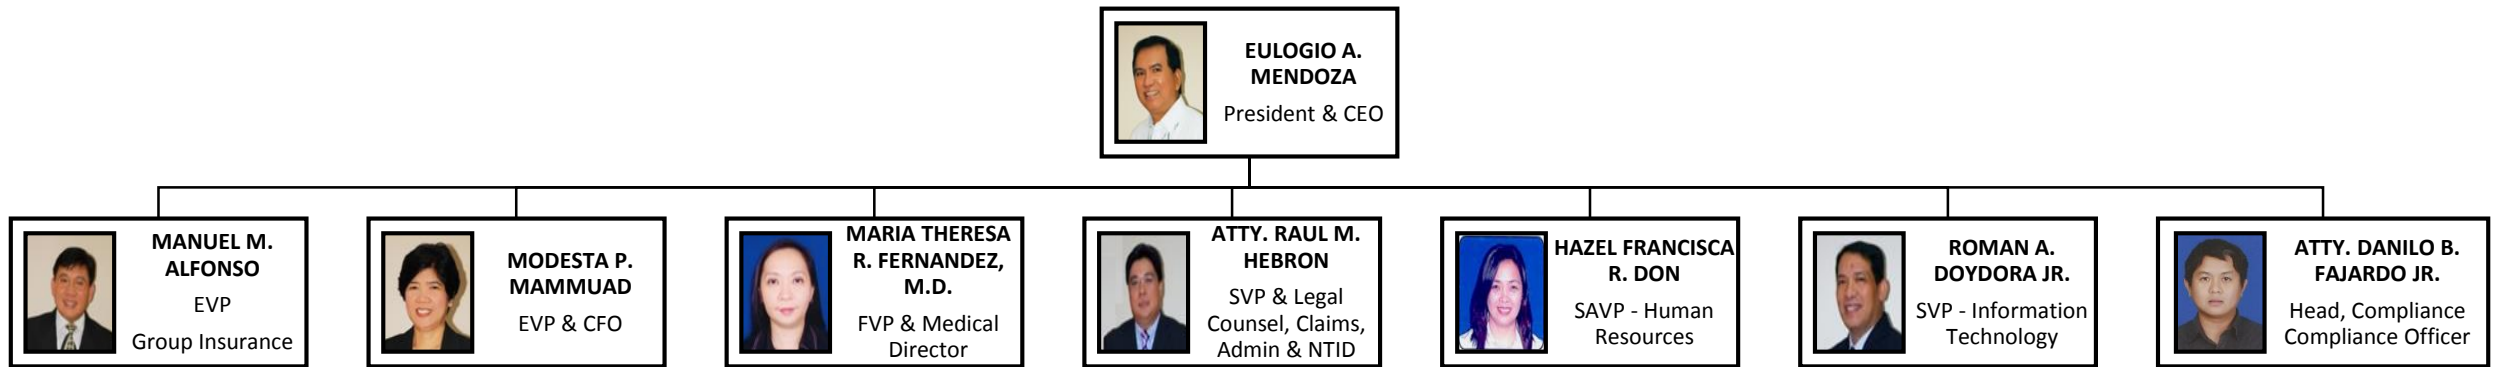 EULOGIO A.
MENDOZA
President & CEO
MANUEL M.
ALFONSO
EVP
Group Insurance
MODESTA P.
MAMMUAD
EVP & CFO
MARIA THERESA
R. FERNANDEZ,
M.D.
FVP & Medical
Director
ATTY. RAUL M.
HEBRON
SVP & Legal
Counsel, Claims,
Admin & NTID
HAZEL FRANCISCA
R. DON
SAVP - Human
Resources
ROMAN A.
DOYDORA JR.
SVP - Information
Technology
ATTY. DANILO B.
FAJARDO JR.
Head, Compliance
Compliance Officer